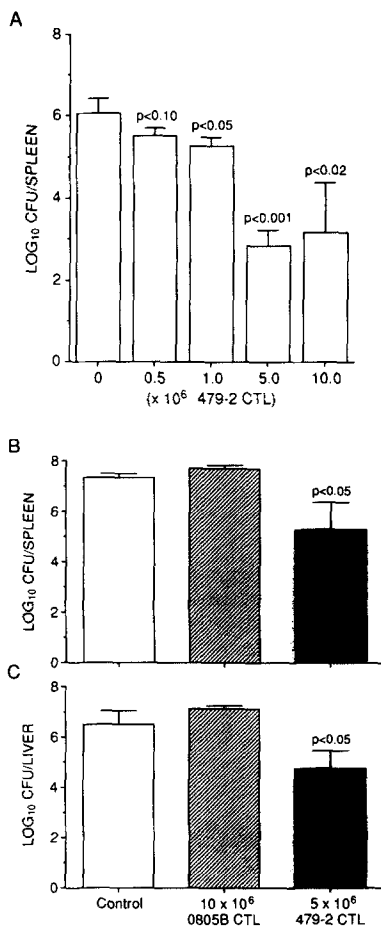 A
LOG10 CFU/SPLEEN
8
6
4
2
0
p<0.10
p<0.05
p<0.001
p<0.02
0 0.5 1.0 5.0 10.0
(x 10^6 479-2 CTL)
B
LOG10 CFU/SPLEEN
8
6
4
2
0
p<0.05
C
LOG10 CFU/LIVER
8
6
4
2
0
p<0.05
Control 10 x 10^6 5 x 10^6
0805B CTL 479-2 CTL